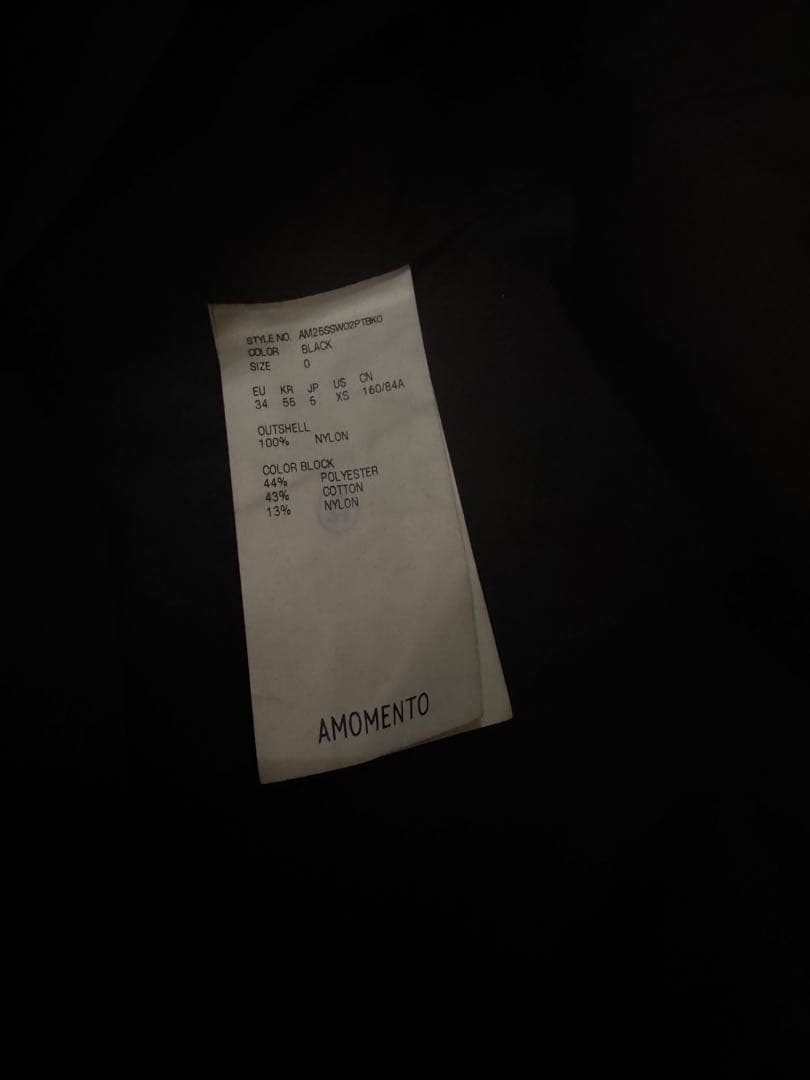 STYLE NO. AM25SSW02PTBK0
COLOR BLACK
SIZE 0
EU KR JP US CN
34 55 5 XS 160/84A
OUTSHELL
100% NYLON
COLOR BLOCK
44% POLYESTER
43% COTTON
13% NYLON
AMOMENTO